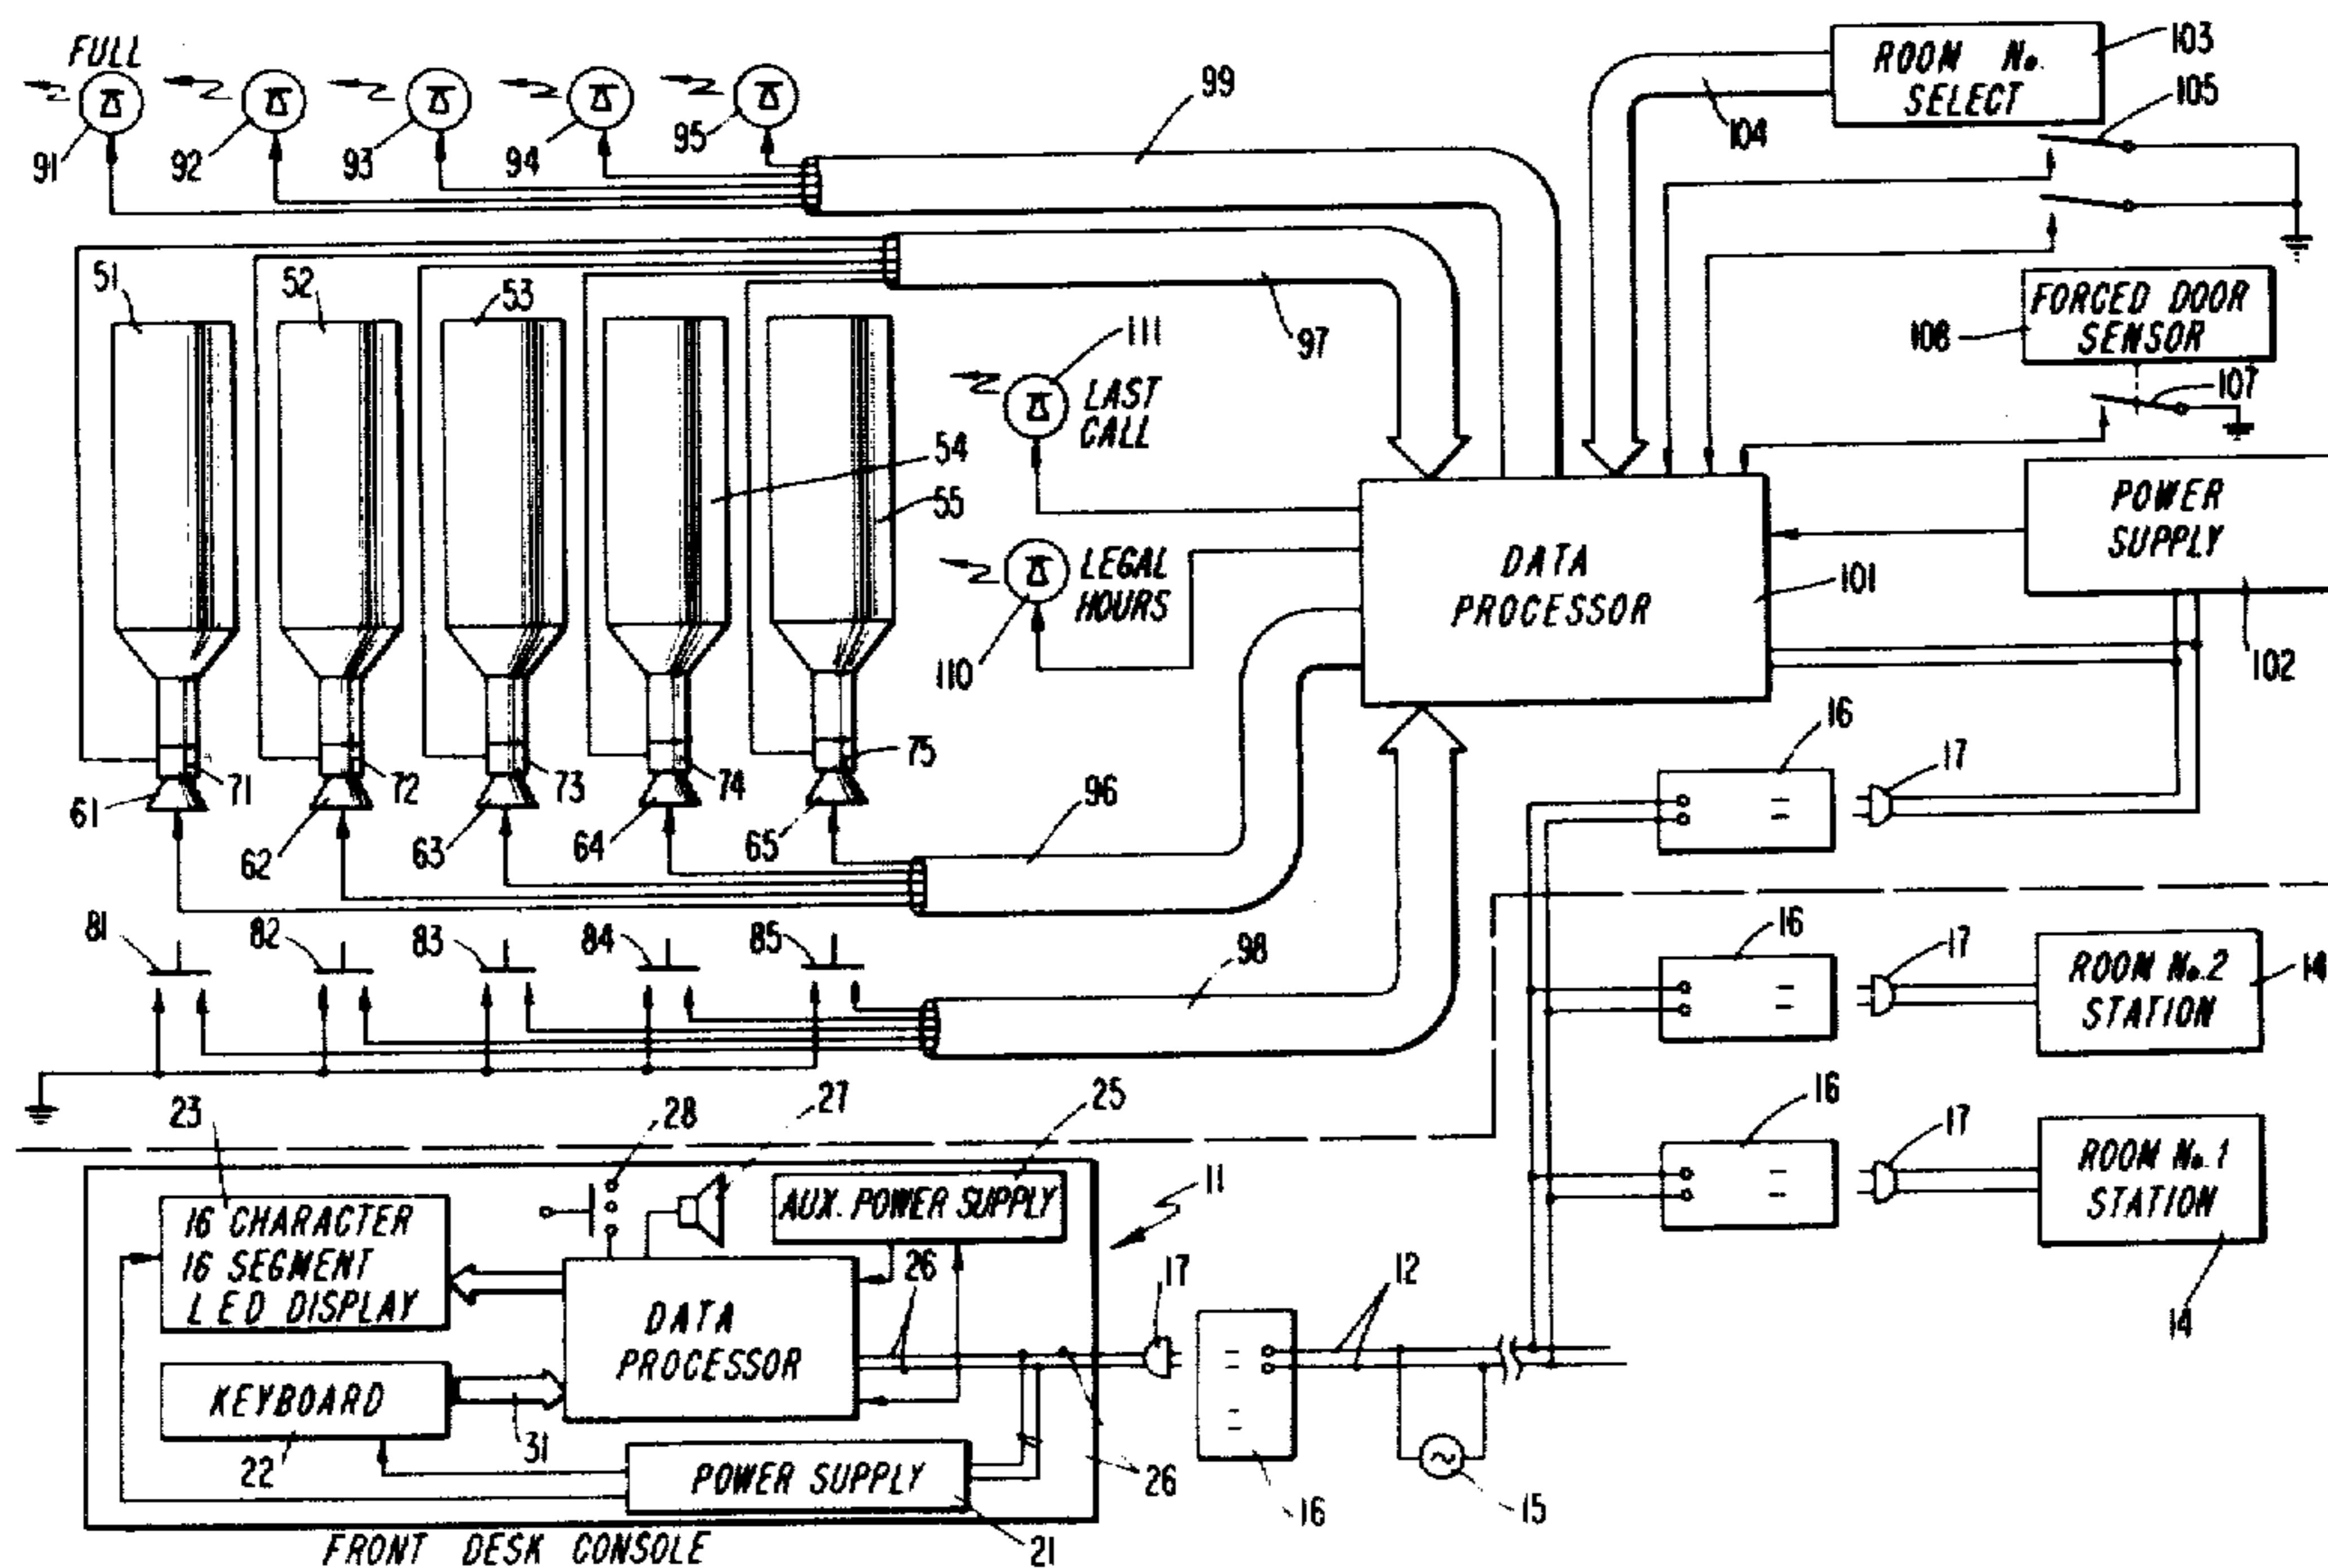 FULL
91
92
93
94
95
99
ROOM No.
SELECT
103
104
105
51
52
53
54
55
97
111
LAST
CALL
FORCED DOOR
SENSOR
108
107
LEGAL
HOURS
110
DATA
PROCESSOR
101
POWER
SUPPLY
102
61
71
62
72
63
73
64
74
65
75
96
16
17
81
82
83
84
85
98
16
17
ROOM No. 2
STATION
14
16
17
ROOM No. 1
STATION
14
23
28
27
25
11
16 CHARACTER
16 SEGMENT
LED DISPLAY
AUX. POWER SUPPLY
26
DATA
PROCESSOR
17
12
KEYBOARD
22
31
POWER SUPPLY
21
26
16
15
FRONT DESK CONSOLE